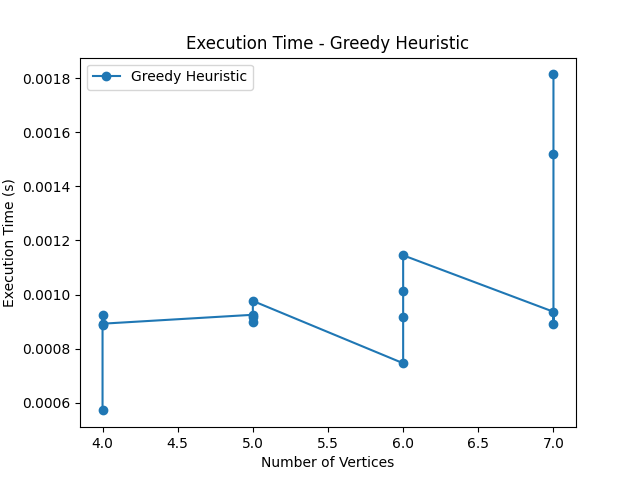 Execution Time - Greedy Heuristic
Greedy Heuristic
Execution Time (s)
0.0018
0.0016
0.0014
0.0012
0.0010
0.0008
0.0006
4.0 4.5 5.0 5.5 6.0 6.5 7.0
Number of Vertices